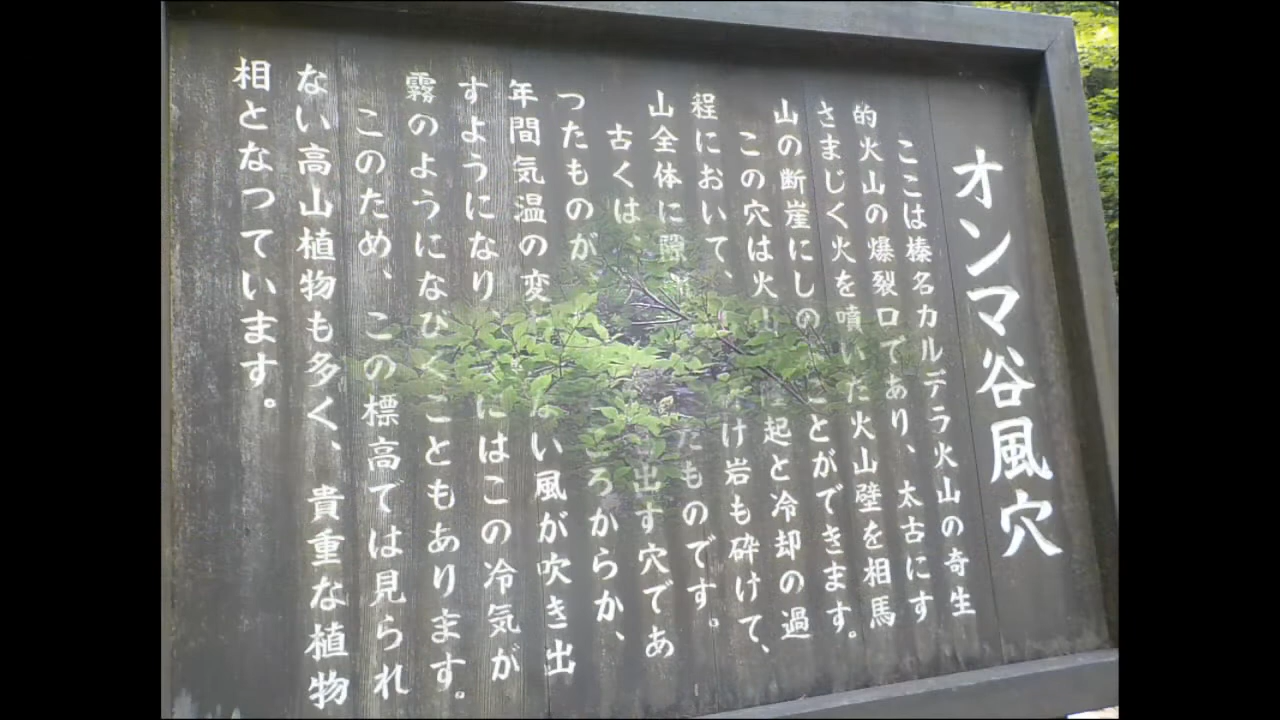 オンマ谷風穴
ここは榛名カルデラ火山の奇生
的火山の爆裂口であり、太古にす
さまじく火を噴いた火山壁を相馬
山の断崖にしの ことができます。
この穴は火山 起と冷却の過
程において、 け岩も砕けて、
山全体に隙 たものです。
古くは、 出す穴であ
つたものが ころからか、
年間気温の変 ない風が吹き出
すようになり にはこの冷気が
霧のようになびくこともあります。
このため、この標高では見られ
ない高山植物も多く、貴重な植物
相となつています。